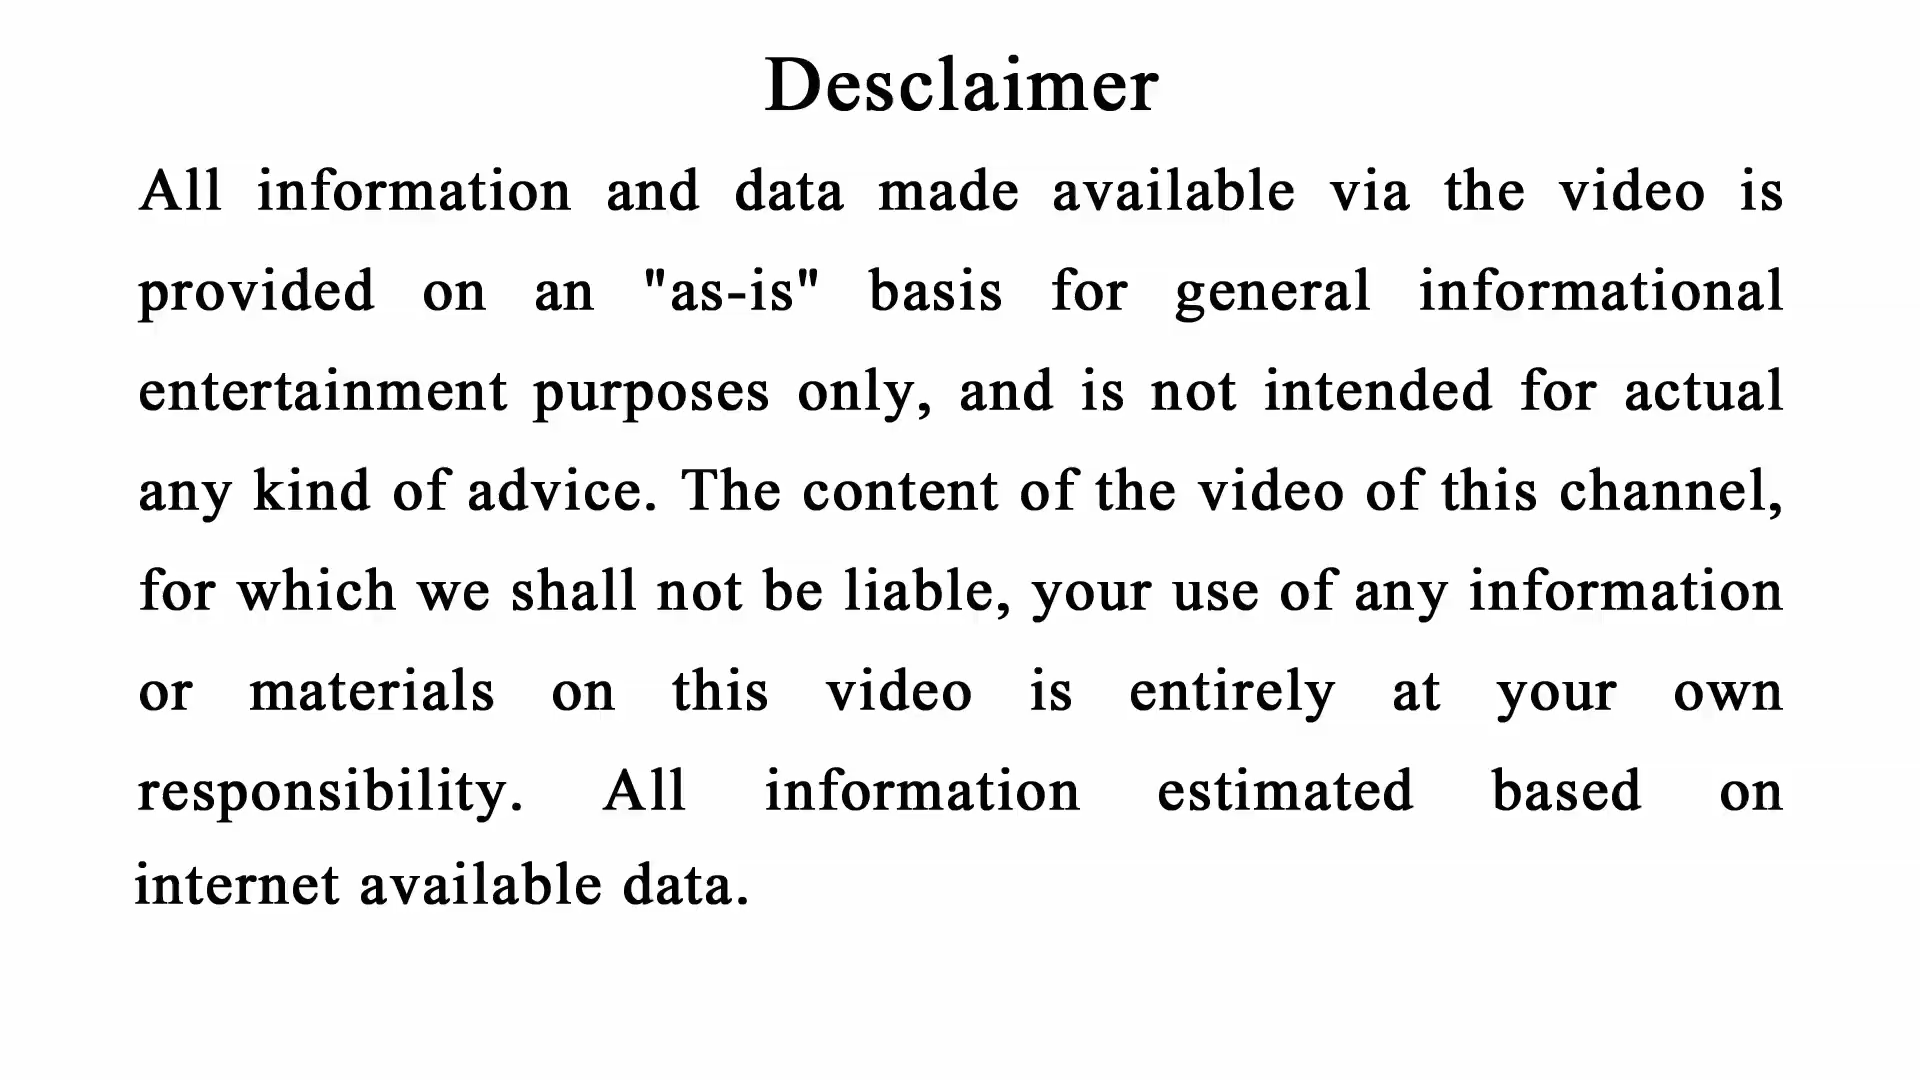 Desclaimer
All information and data made available via the video is
provided on an "as-is" basis for general informational
entertainment purposes only, and is not intended for actual
any kind of advice. The content of the video of this channel,
for which we shall not be liable, your use of any information
or materials on this video is entirely at your own
responsibility. All information estimated based on
internet available data.